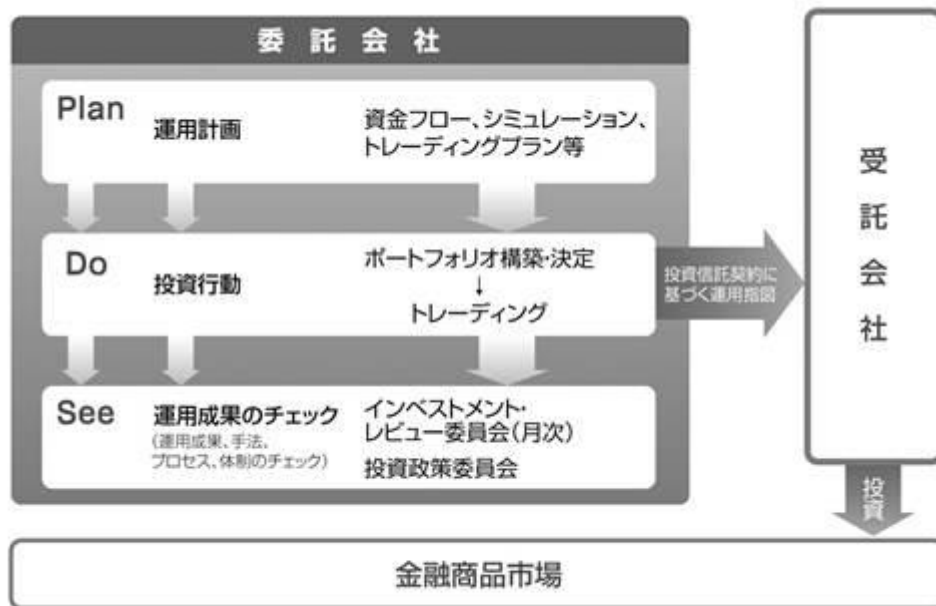 委託会社
Plan
運用計画
資金フロー、シミュレーション、
トレーディングプラン等
Do
投資行動
ポートフォリオ構築・決定
↓
トレーディング
See
運用成果のチェック
(運用成果、手法、
プロセス、体制のチェック)
インベストメント・
レビュー委員会(月次)
投資政策委員会
投資信託契約に
基づく運用指図
受託会社
投資
金融商品市場